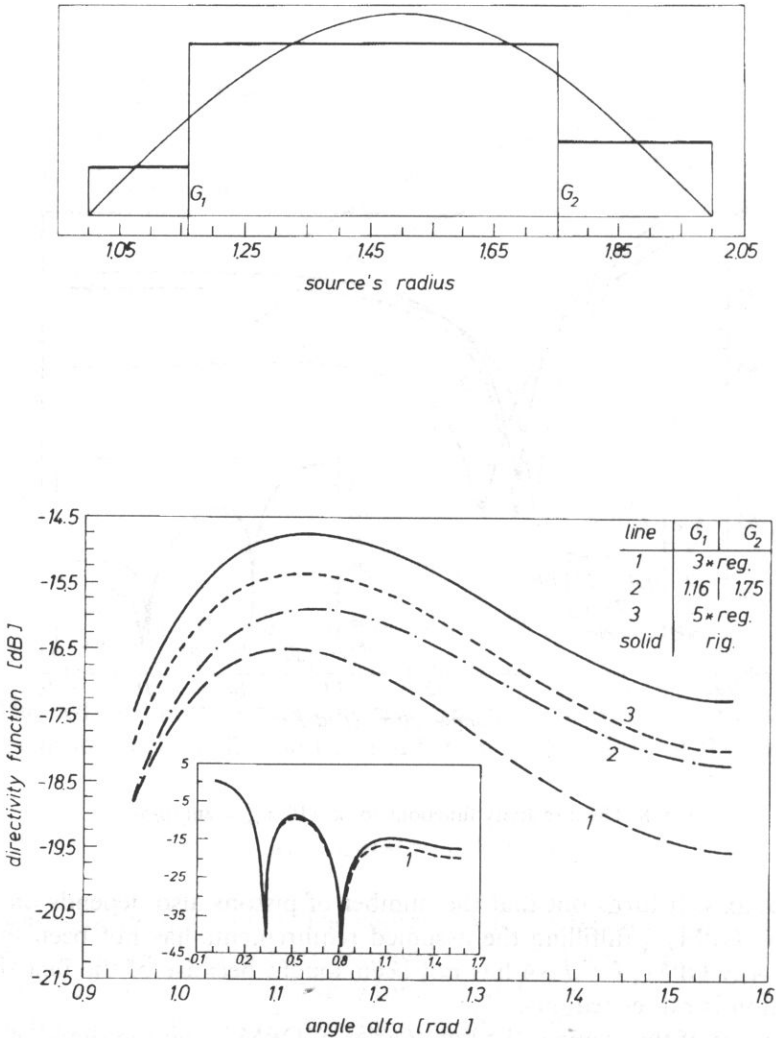 G1 G2
1,05 1,25 1,45 1,65 1,85 2,05
source's radius
-14.5
-15.5
-16.5
-17.5
-18.5
-19.5
-20.5
-21.5
directivity function [dB]
line G1 G2
1 3*reg.
2 1.16 1.75
3 5*reg.
solid rig.
3
2
1
5
-5
-15
-25
-35
-45
1
-0,1 0,2 0,5 0,8 1,1 1,4 1,7
0,9 1,0 1,1 1,2 1,3 1,4 1,5 1,6
angle alfa [rad]